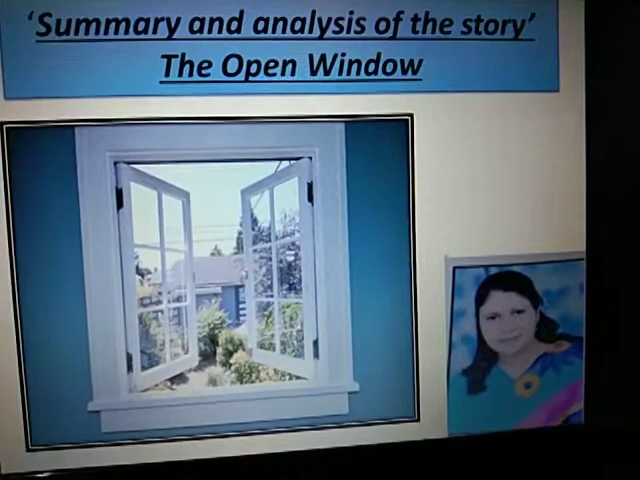 ‘Summary and analysis of the story’
The Open Window